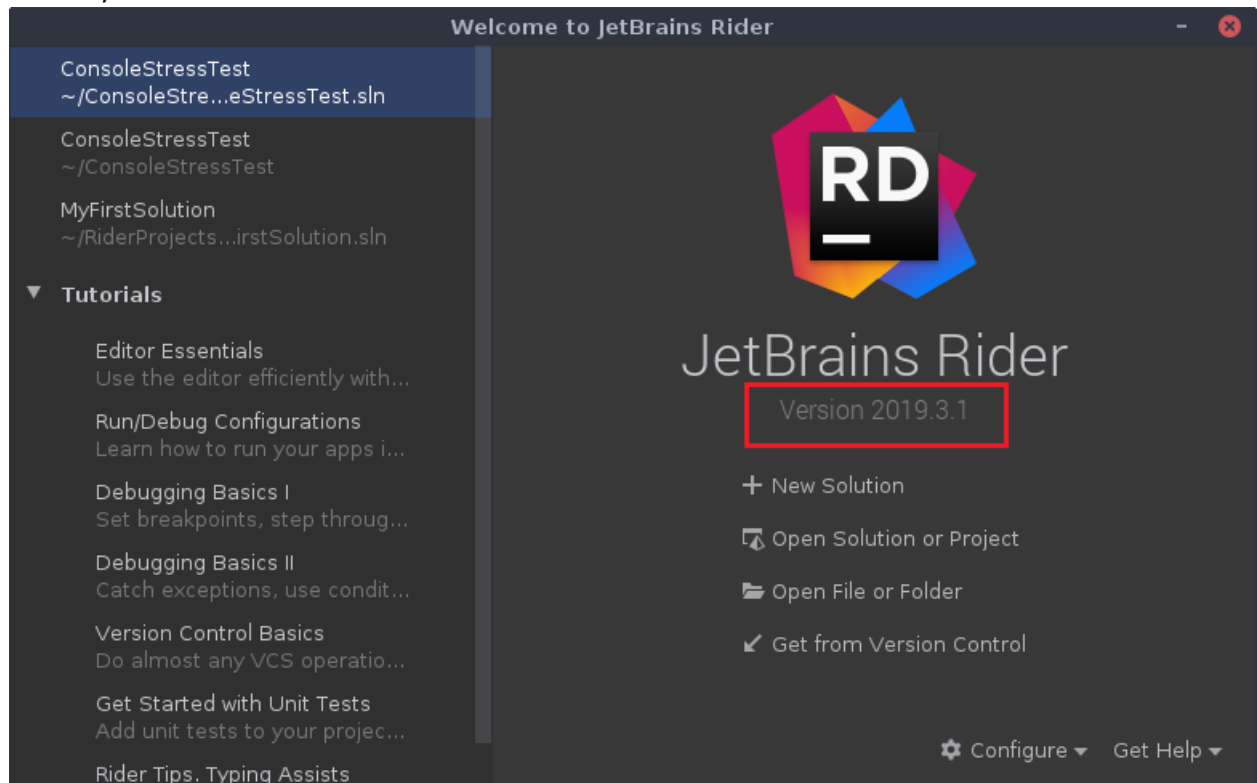 Welcome to JetBrains Rider
ConsoleStressTest
~/ConsoleStre...eStressTest.sln
ConsoleStressTest
~/ConsoleStressTest
MyFirstSolution
~/RiderProjects...irstSolution.sln
Tutorials
Editor Essentials
Use the editor efficiently with...
Run/Debug Configurations
Learn how to run your apps i...
Debugging Basics I
Set breakpoints, step throug...
Debugging Basics II
Catch exceptions, use condit...
Version Control Basics
Do almost any VCS operatio...
Get Started with Unit Tests
Add unit tests to your projec...
Rider Tips. Typing Assists
RD
JetBrains Rider
Version 2019.3.1
New Solution
Open Solution or Project
Open File or Folder
Get from Version Control
Configure
Get Help